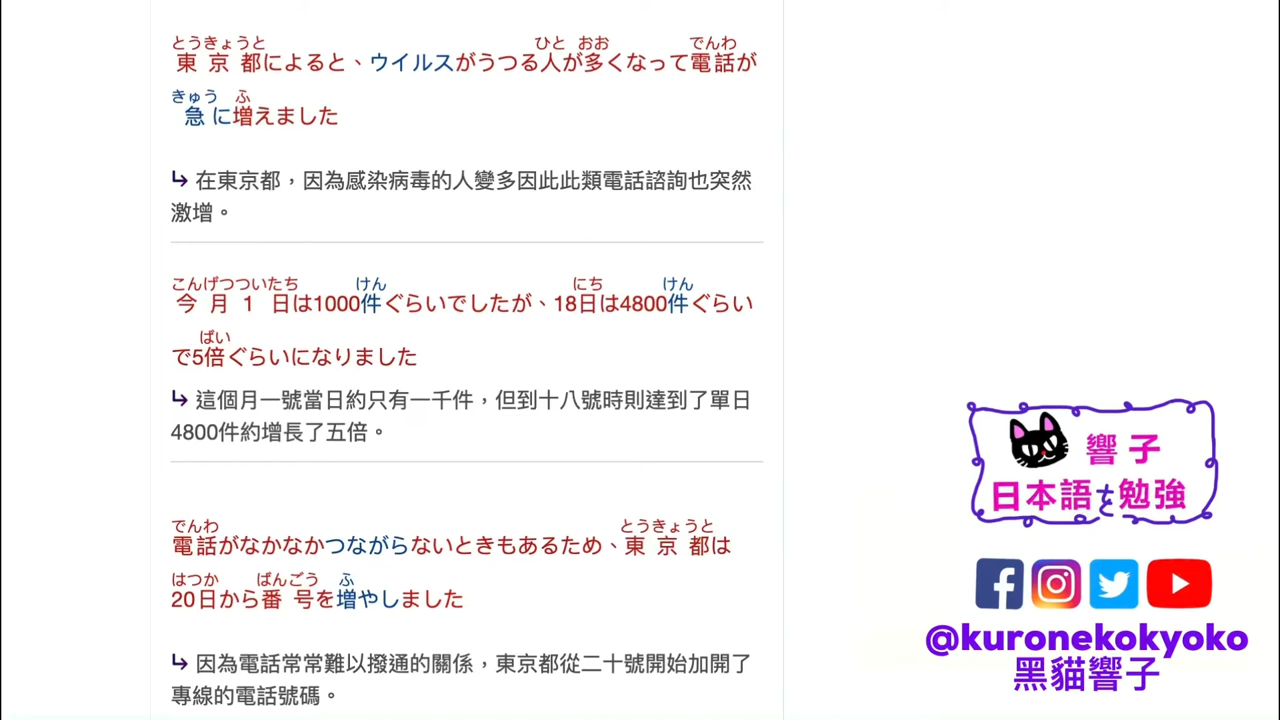 とうきょうと ひと おお でんわ
東京都によると、ウイルスがうつる人が多くなって電話が
きゅう ふ
急に増えました
↳ 在東京都，因為感染病毒的人變多因此此類電話諮詢也突然
激增。
こんげつついたち けん にち けん
今月1日は1000件ぐらいでしたが、18日は4800件ぐらい
ばい
で5倍ぐらいになりました
↳ 這個月一號當日約只有一千件，但到十八號時則達到了單日
4800件約增長了五倍。
でんわ とうきょうと
電話がなかなかつながらないときもあるため、東京都は
はつか ばんごう ふ
20日から番号を増やしました
↳ 因為電話常常難以撥通的關係，東京都從二十號開始加開了
專線的電話號碼。
響子
日本語を勉強
@kuronekokyoko
黑貓響子